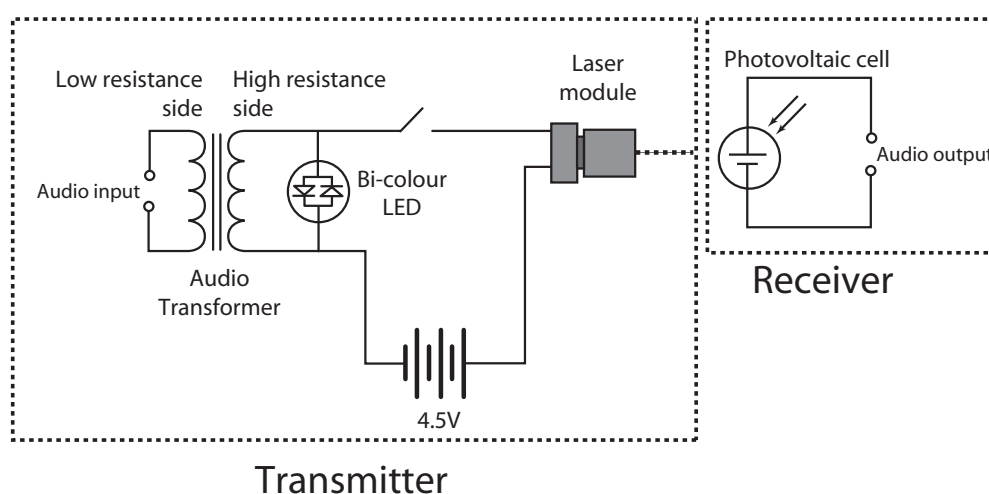 Low resistance
side
High resistance
side
Laser
module
Photovoltaic cell
Audio input
Bi-colour
LED
Audio output
Audio
Transformer
4.5V
Receiver
Transmitter